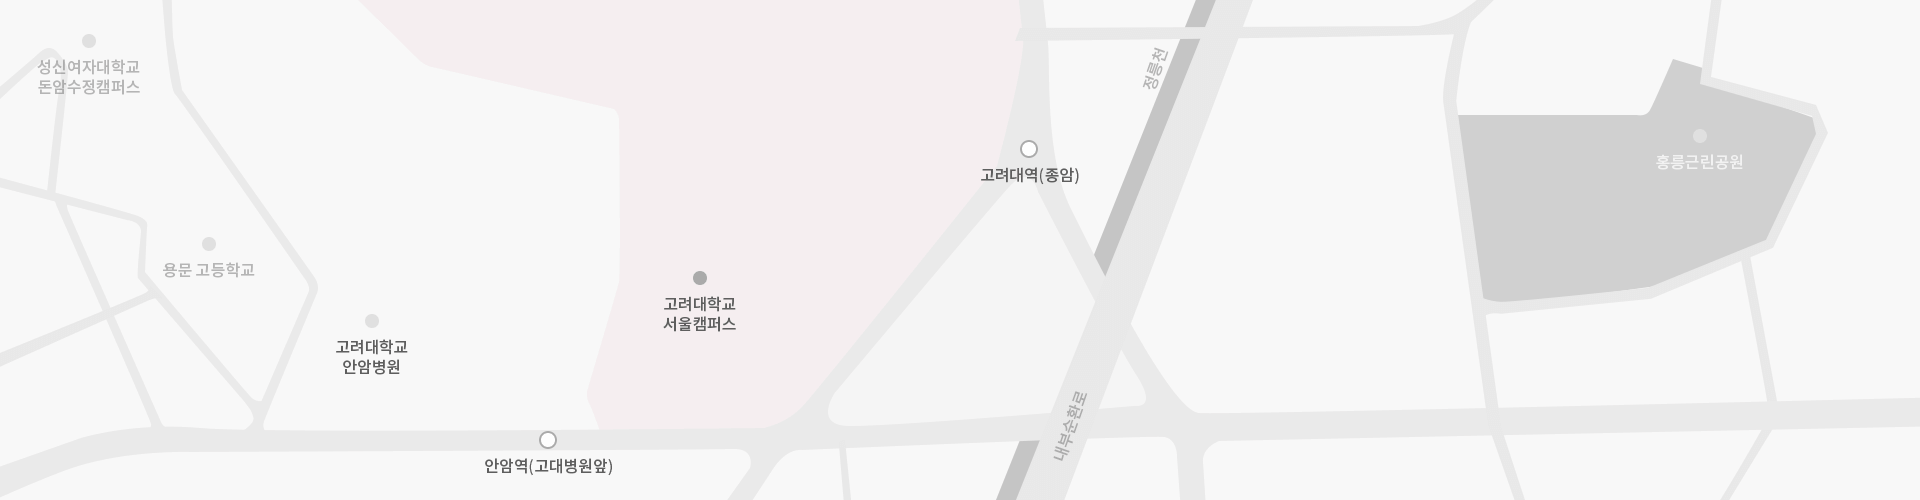 성신여자대학교
돈암수정캠퍼스
정릉천
홍릉근린공원
고려대역(종암)
용문 고등학교
고려대학교
서울캠퍼스
고려대학교
안암병원
내부순환로
안암역(고대병원앞)